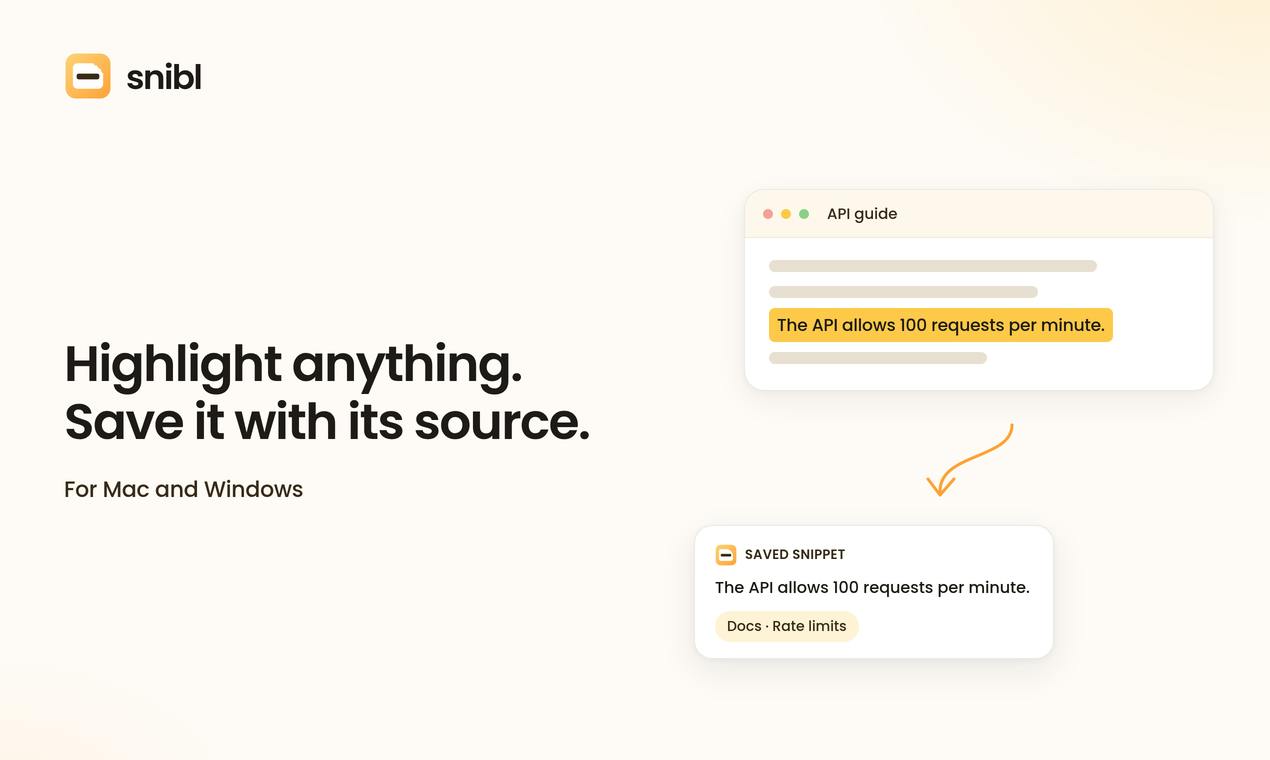 snibl
Highlight anything.
Save it with its source.
For Mac and Windows
API guide
The API allows 100 requests per minute.
SAVED SNIPPET
The API allows 100 requests per minute.
Docs · Rate limits